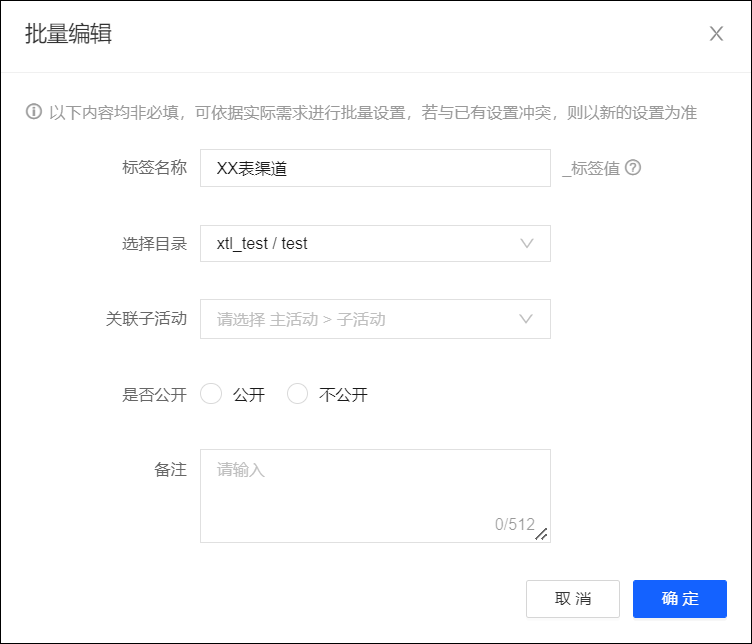 批量编辑
以下内容均非必填，可依据实际需求进行批量设置，若与已有设置冲突，则以新的设置为准
标签名称 XX表渠道 _标签值
选择目录 xtl_test / test
关联子活动 请选择 主活动 > 子活动
是否公开 公开 不公开
备注 请输入
0/512
取 消 确 定